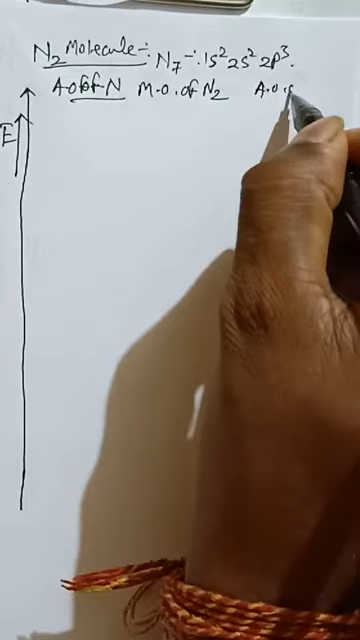 N₂ Molecule :- N₇ - : 1s² 2s² 2p³.
A.O of N M.O. of N₂ A.O.
E